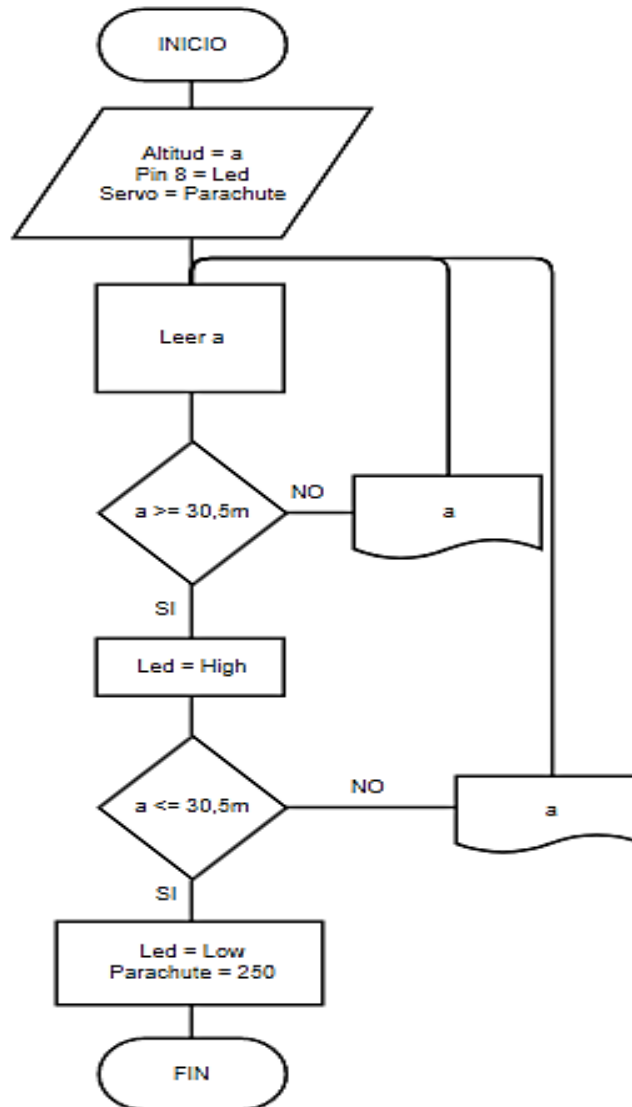 INICIO
Altitud = a
Pin 8 = Led
Servo = Parachute
Leer a
a >= 30,5m
NO
a
SI
Led = High
a <= 30,5m
NO
a
SI
Led = Low
Parachute = 250
FIN